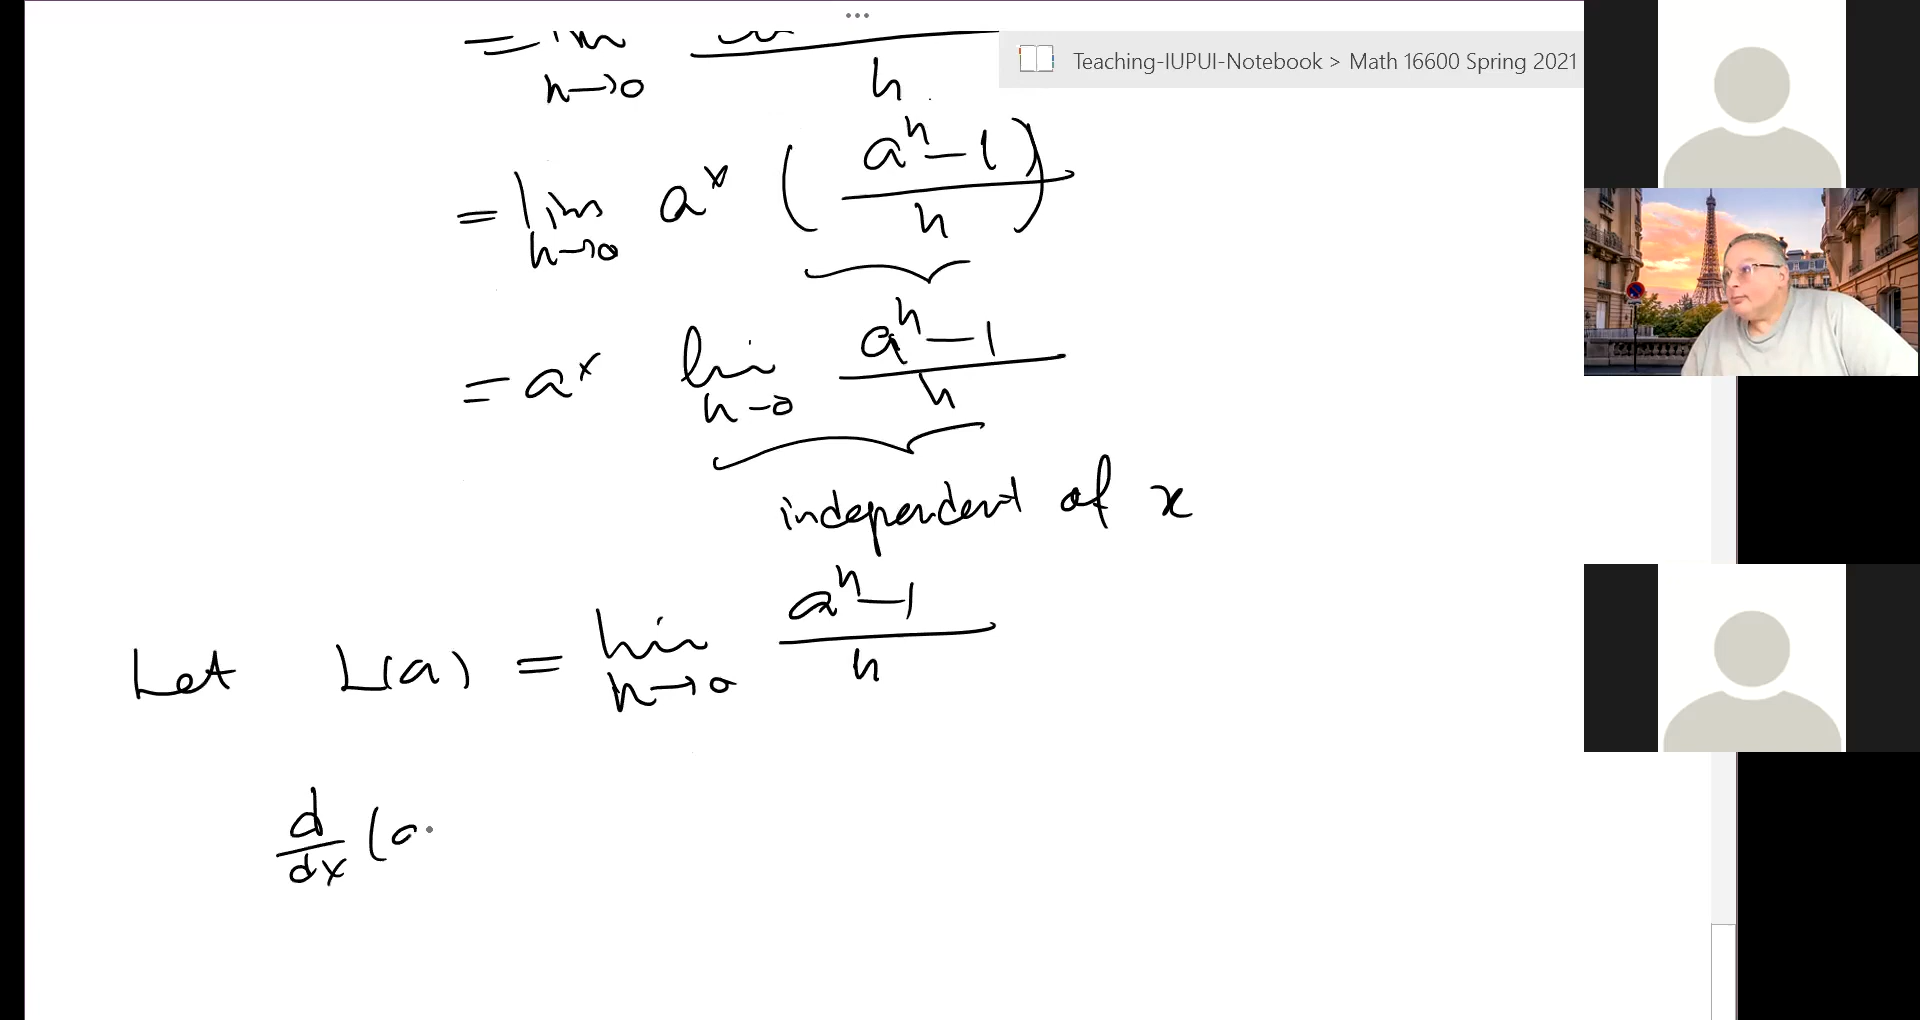 = lim
h→0
h
Teaching-IUPUI-Notebook > Math 16600 Spring 2021
= lim a^x ( (a^h – 1) / h )
h→0
= a^x lim (a^h – 1) / h
h→0
independent of x
Let L(a) = lim (a^h – 1) / h
h→0
d/dx (a